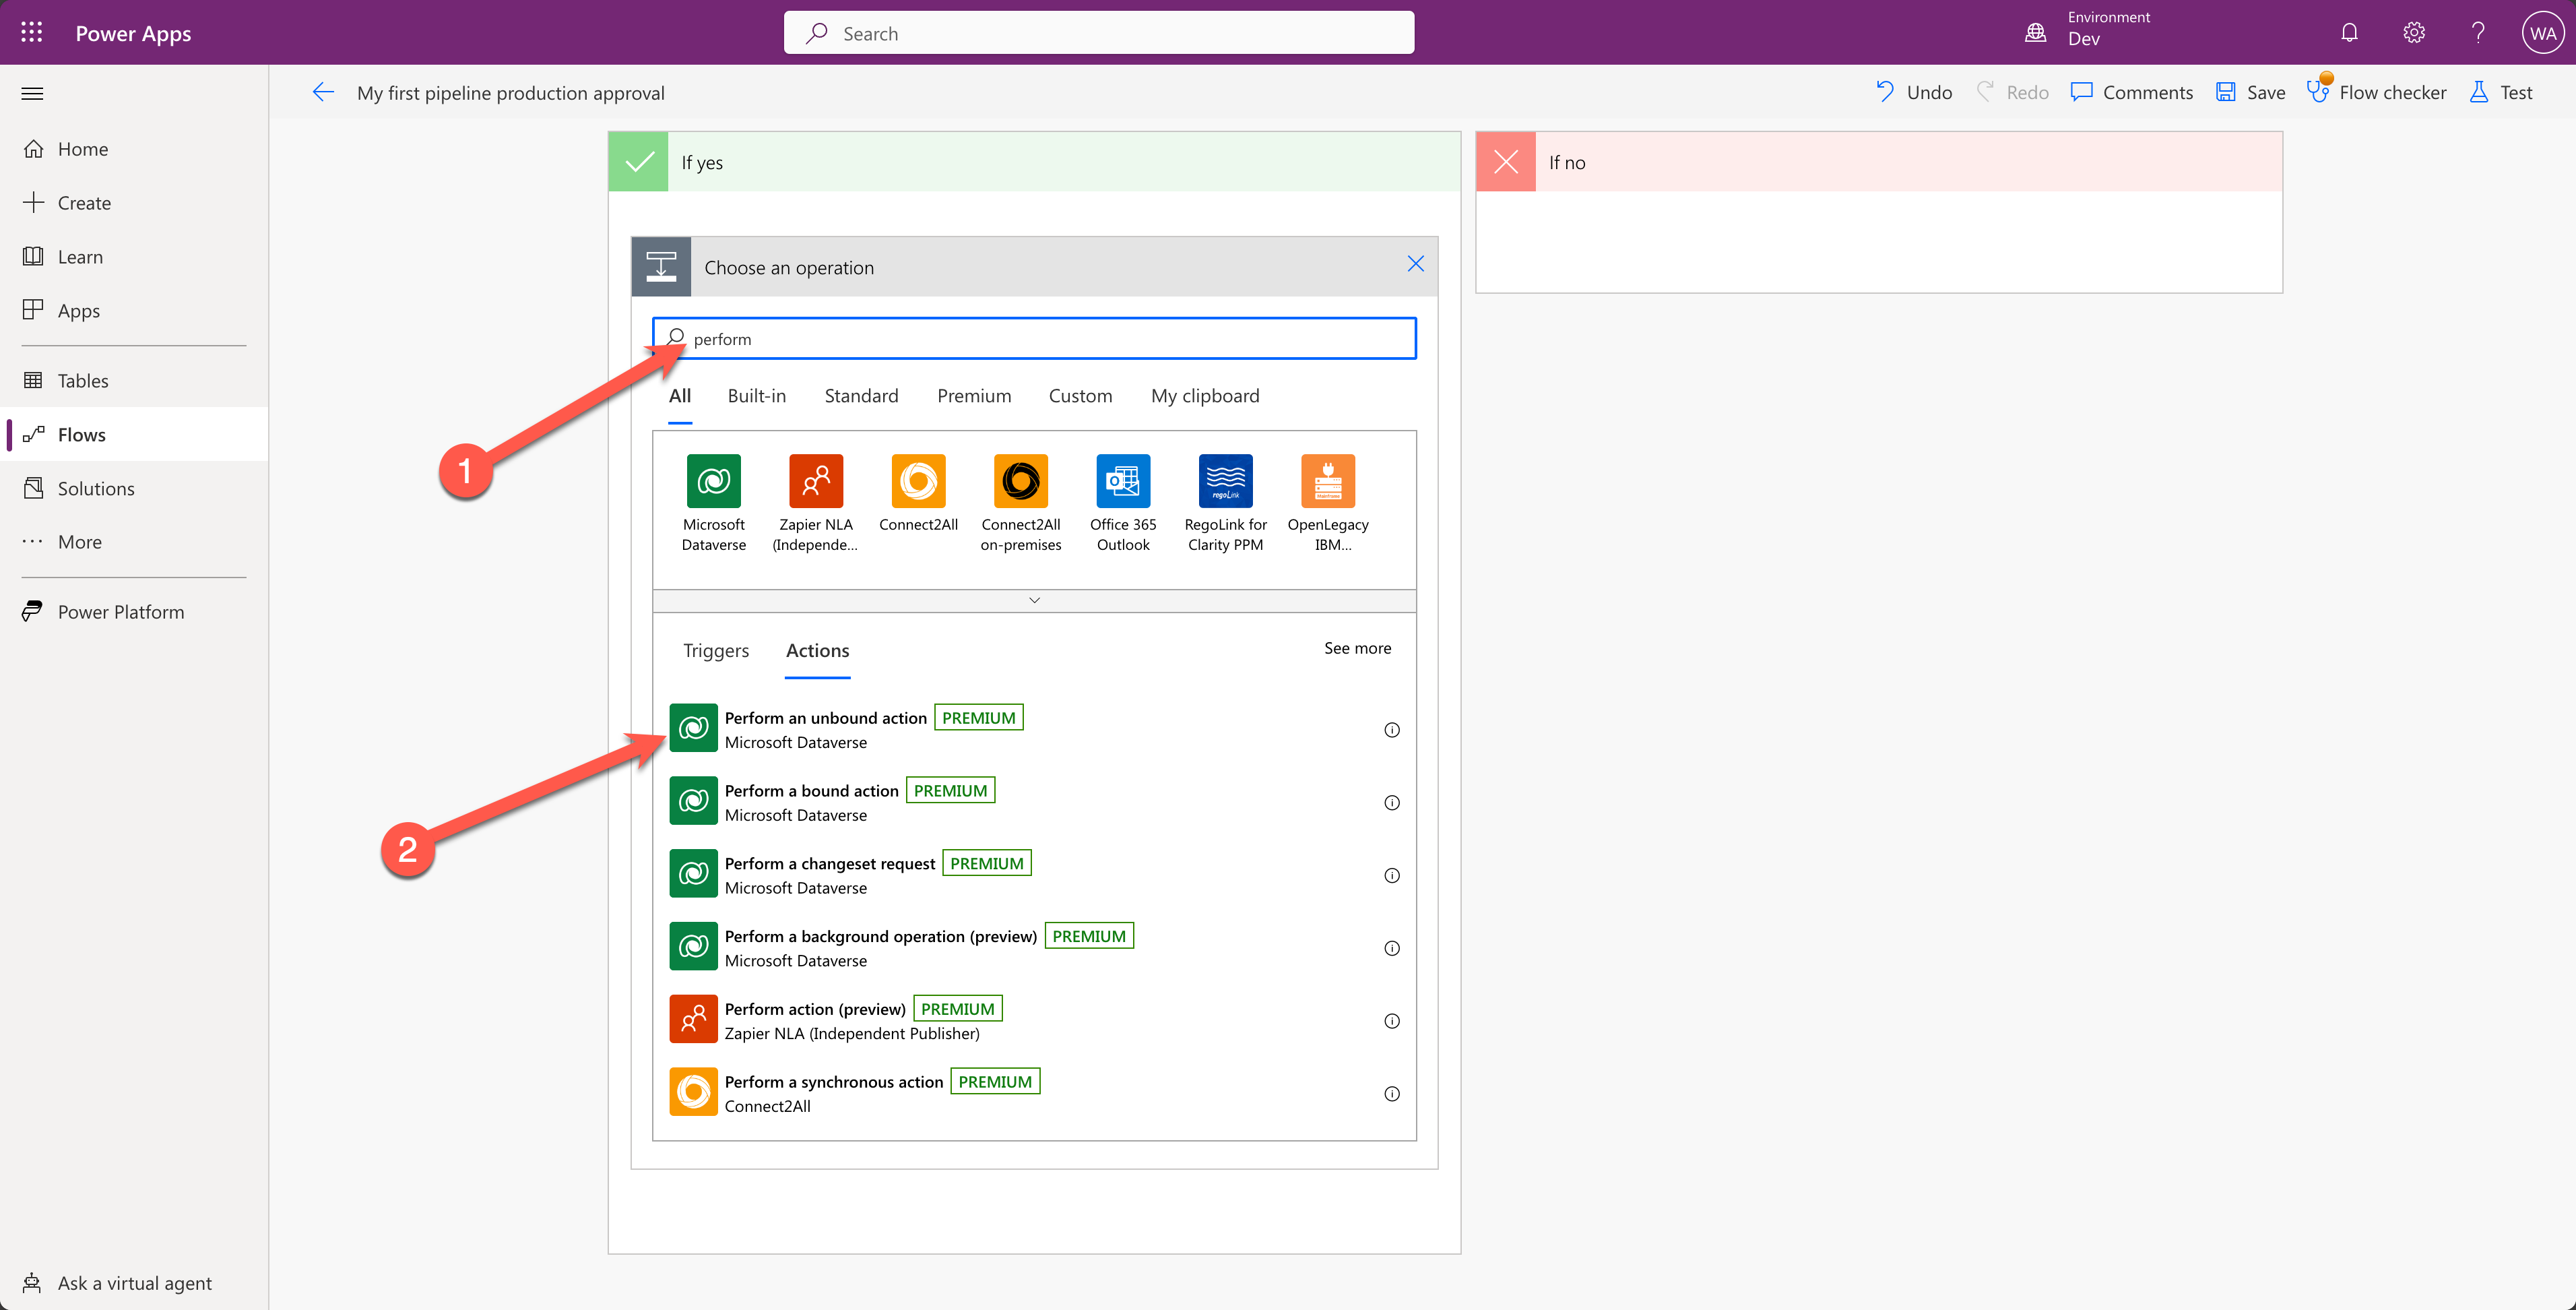 Power Apps
Search
Environment
Dev
WA
My first pipeline production approval
Undo
Redo
Comments
Save
Flow checker
Test
Home
Create
Learn
Apps
Tables
Flows
Solutions
More
Power Platform
Ask a virtual agent
If yes
If no
Choose an operation
perform
1
All
Built-in
Standard
Premium
Custom
My clipboard
Microsoft
Dataverse
Zapier NLA
(Independe...
Connect2All
Connect2All
on-premises
Office 365
Outlook
RegoLink for
Clarity PPM
OpenLegacy
IBM...
Triggers
Actions
See more
Perform an unbound action PREMIUM
Microsoft Dataverse
2
Perform a bound action PREMIUM
Microsoft Dataverse
Perform a changeset request PREMIUM
Microsoft Dataverse
Perform a background operation (preview) PREMIUM
Microsoft Dataverse
Perform action (preview) PREMIUM
Zapier NLA (Independent Publisher)
Perform a synchronous action PREMIUM
Connect2All